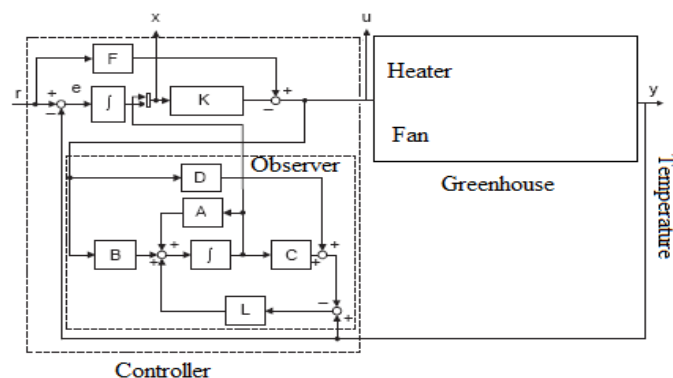 x
u
F
r
+
e
∫
−
K
−
+
Heater
Fan
y
Greenhouse
Temperature
Observer
D
A
B
+
+
+
∫
C
+
+
L
−
+
Controller